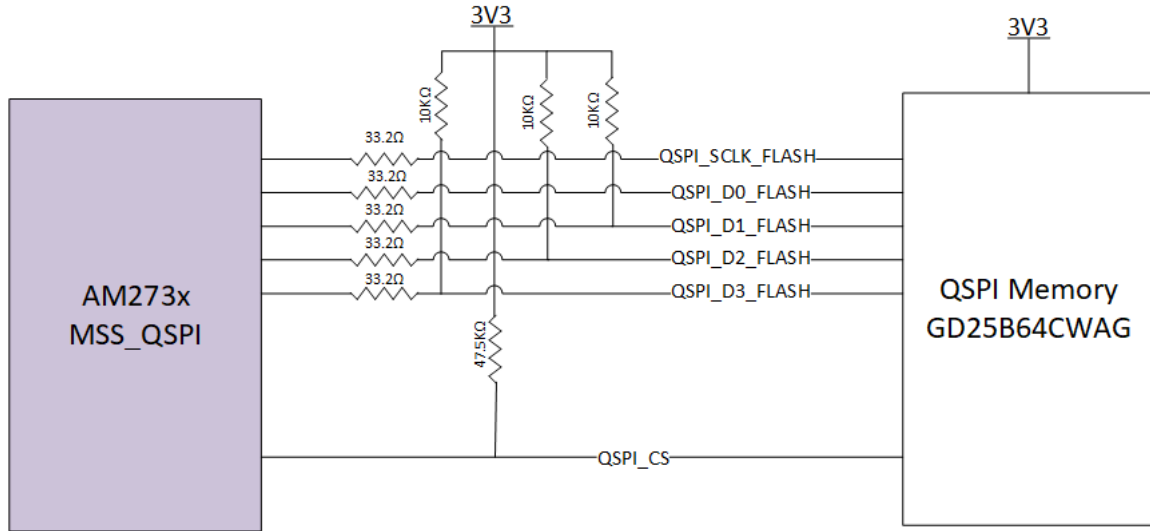 3V3
3V3
10KΩ
10KΩ
10KΩ
33.2Ω
QSPI_SCLK_FLASH
33.2Ω
QSPI_D0_FLASH
33.2Ω
QSPI_D1_FLASH
33.2Ω
QSPI_D2_FLASH
33.2Ω
QSPI_D3_FLASH
AM273x
MSS_QSPI
QSPI Memory
GD25B64CWAG
47.5KΩ
QSPI_CS